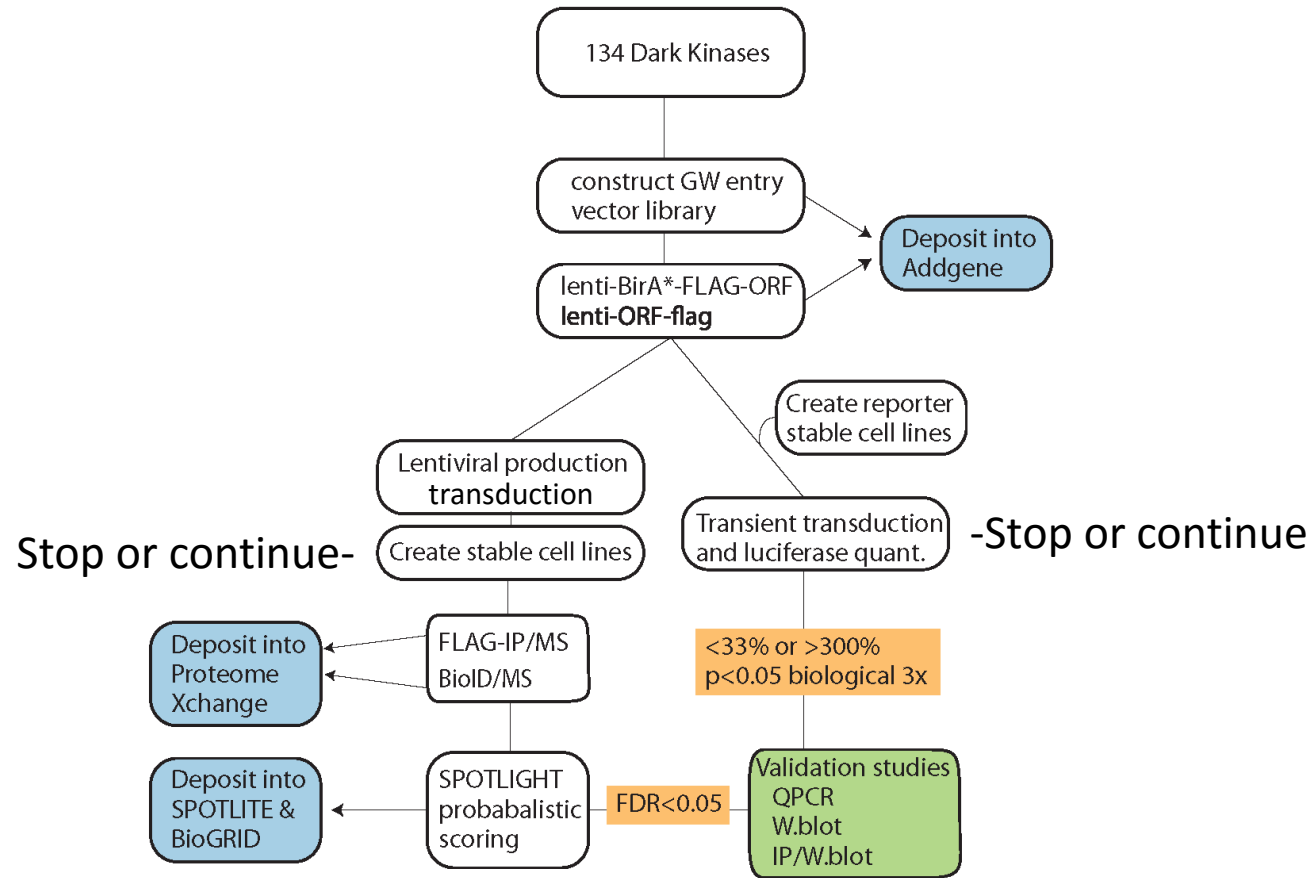 134 Dark Kinases
construct GW entry
vector library
Deposit into
Addgene
lenti-BirA*-FLAG-ORF
lenti-ORF-flag
Create reporter
stable cell lines
Lentiviral production
transduction
Stop or continue-
Create stable cell lines
Transient transduction
and luciferase quant.
-Stop or continue
Deposit into
Proteome
Xchange
FLAG-IP/MS
BioID/MS
<33% or >300%
p<0.05 biological 3x
Deposit into
SPOTLITE &
BioGRID
SPOTLIGHT
probabalistic
scoring
FDR<0.05
Validation studies
QPCR
W.blot
IP/W.blot